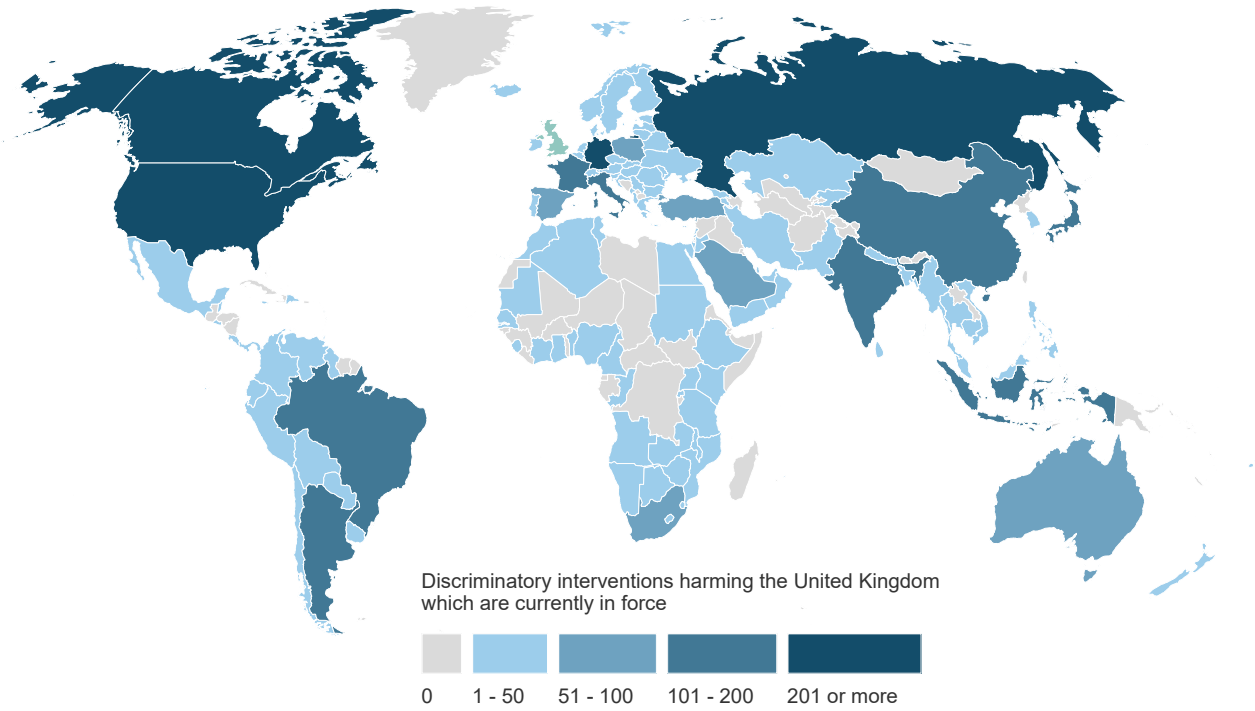 Discriminatory interventions harming the United Kingdom
which are currently in force
0 1 - 50 51 - 100 101 - 200 201 or more